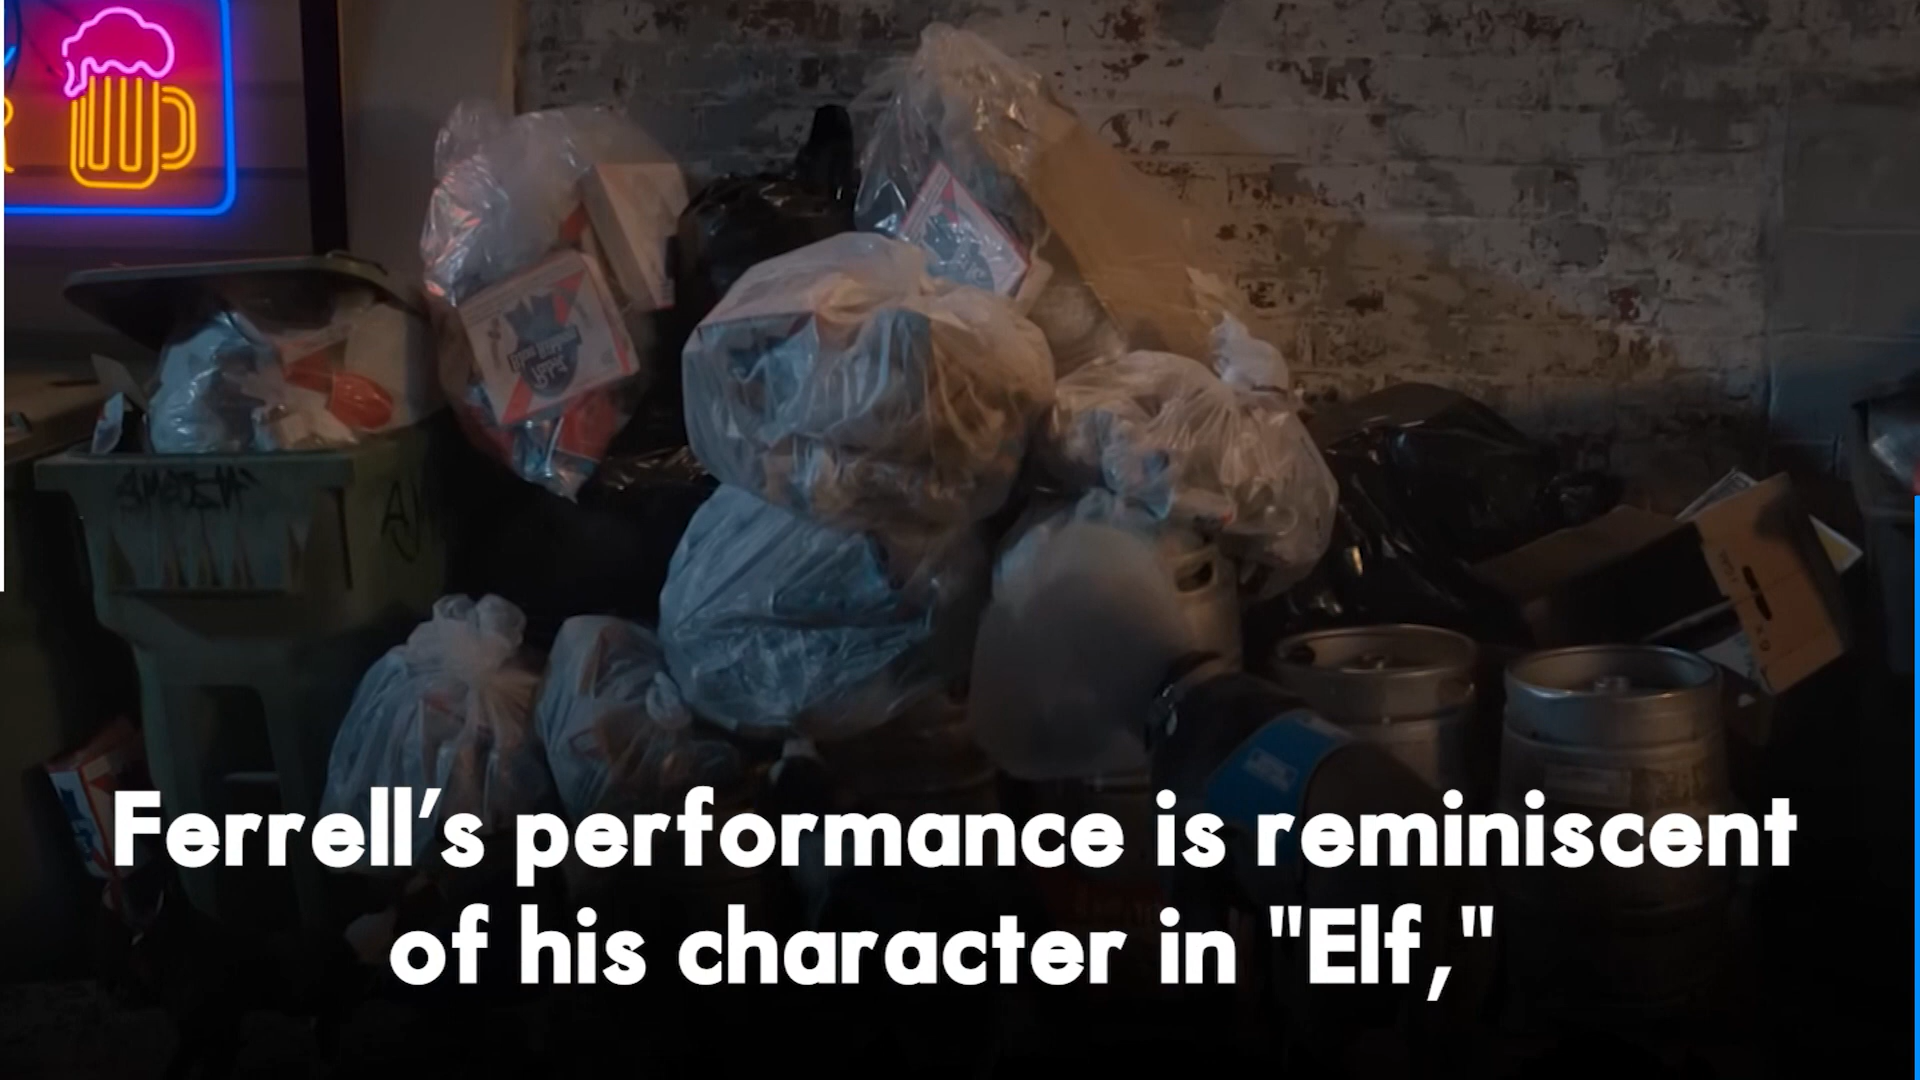 Ferrell’s performance is reminiscent
of his character in "Elf,"